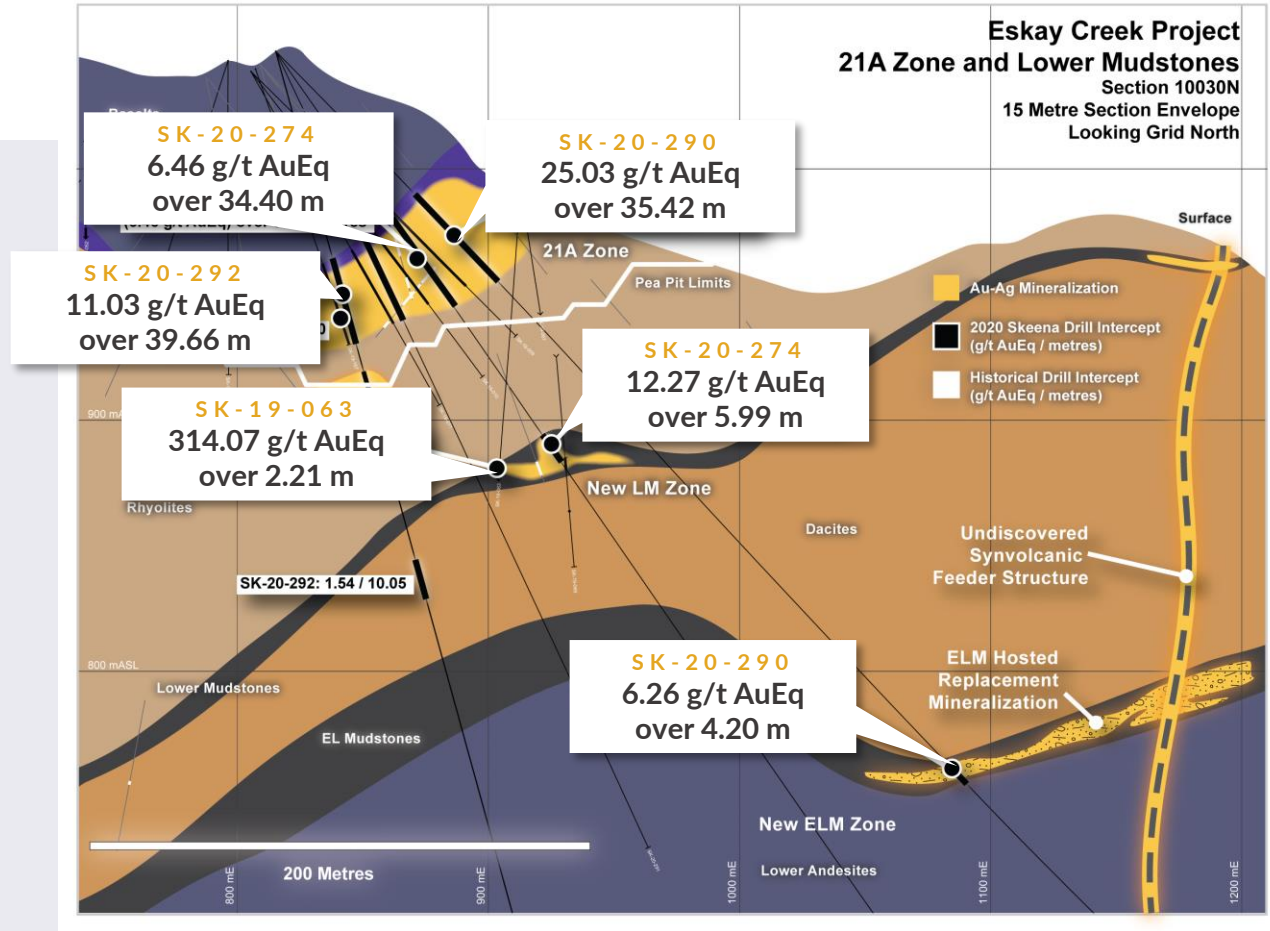 Eskay Creek Project
21A Zone and Lower Mudstones
Section 10030N
15 Metre Section Envelope
Looking Grid North
SK-20-274
6.46 g/t AuEq
over 34.40 m
SK-20-290
25.03 g/t AuEq
over 35.42 m
Surface
21A Zone
Pea Pit Limits
SK-20-292
11.03 g/t AuEq
over 39.66 m
Au-Ag Mineralization
2020 Skeena Drill Intercept
(g/t AuEq / metres)
Historical Drill Intercept
(g/t AuEq / metres)
SK-20-274
12.27 g/t AuEq
over 5.99 m
900
SK-19-063
314.07 g/t AuEq
over 2.21 m
New LM Zone
Rhyolites
Dacites
Undiscovered
Synvolcanic
Feeder Structure
SK-20-292: 1.54 / 10.05
SK-20-290
6.26 g/t AuEq
over 4.20 m
ELM Hosted
Replacement
Mineralization
800 mASL
Lower Mudstones
EL Mudstones
New ELM Zone
Lower Andesites
200 Metres
800 mE
900 mE
1000 mE
1100 mE
1200 mE